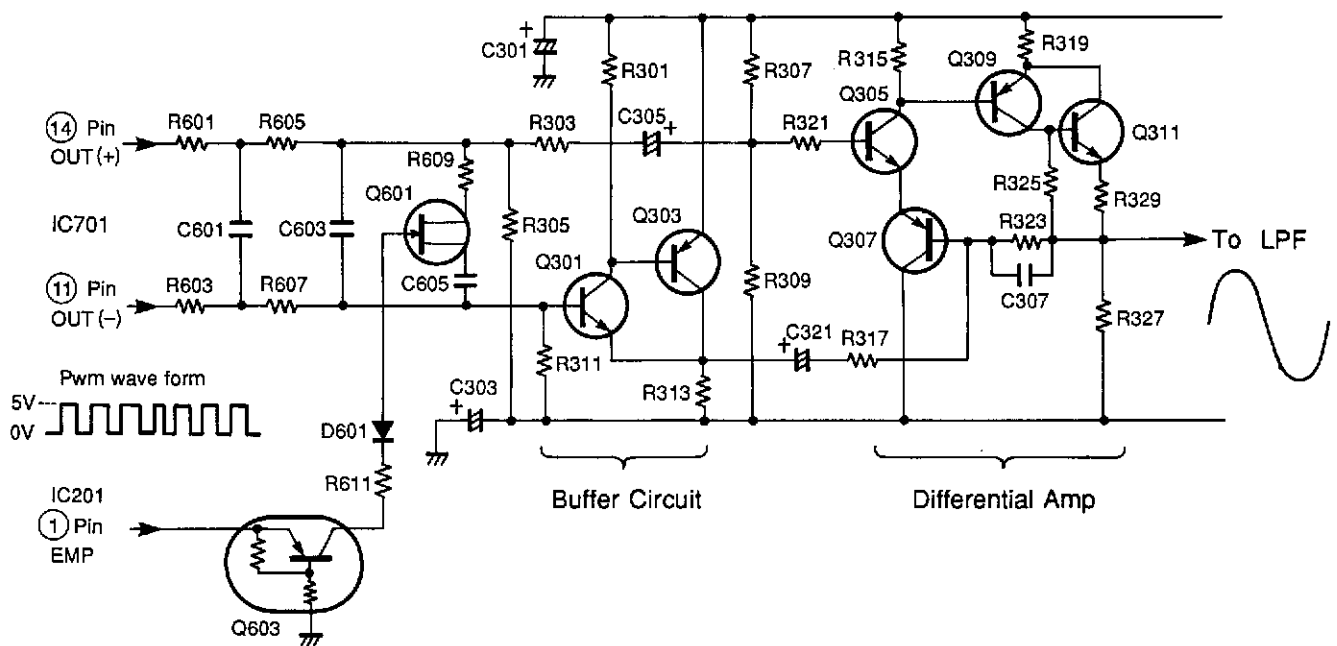 C301
+
R301
R307
R315
Q309
R319
Q305
14 Pin
OUT (+)
R601
R605
R303
C305
+
R321
Q311
R609
Q601
R325
R329
IC701
C601
C603
R305
Q303
Q307
R323
To LPF
11 Pin
OUT (–)
R603
R607
C605
Q301
R309
C307
R327
C321
+
R317
R311
R313
C303
+
Pwm wave form
5V
0V
D601
R611
IC201
1 Pin
EMP
Q603
Buffer Circuit
Differential Amp